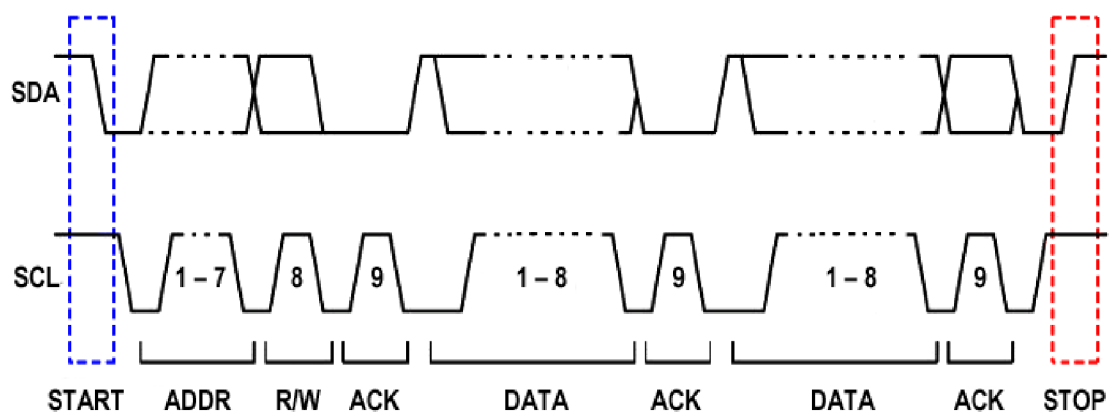 SDA
SCL 1 – 7 8 9 1 – 8 9 1 – 8 9
START ADDR R/W ACK DATA ACK DATA ACK STOP